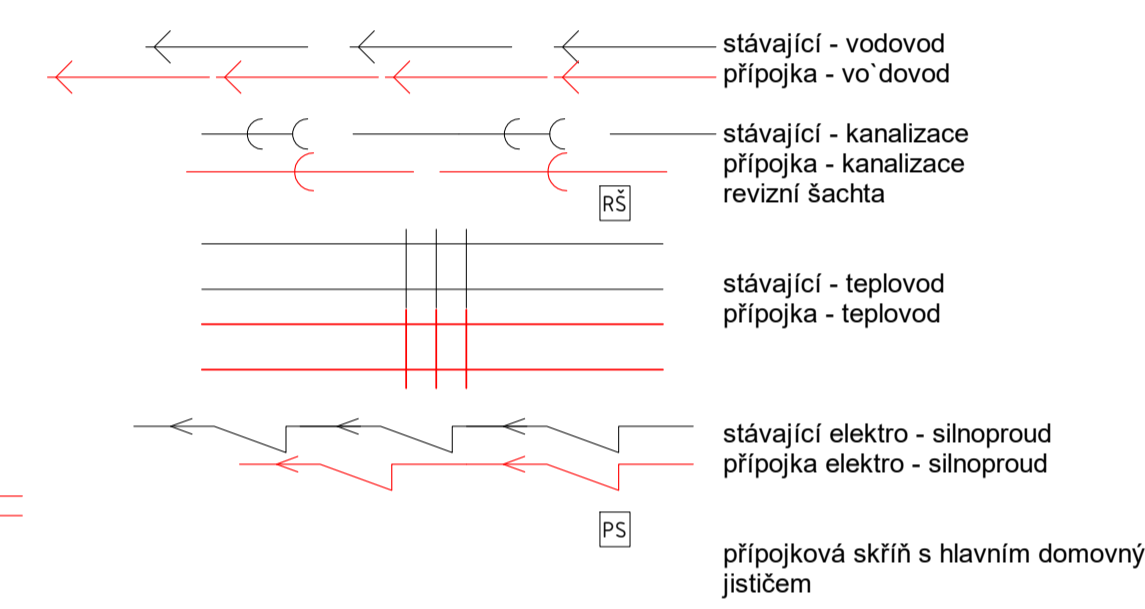 stávající - vodovod
přípojka - vo`dovod
stávající - kanalizace
přípojka - kanalizace
revizní šachta
RŠ
stávající - teplovod
přípojka - teplovod
stávající elektro - silnoproud
přípojka elektro - silnoproud
PS
přípojková skříň s hlavním domovný
jističem